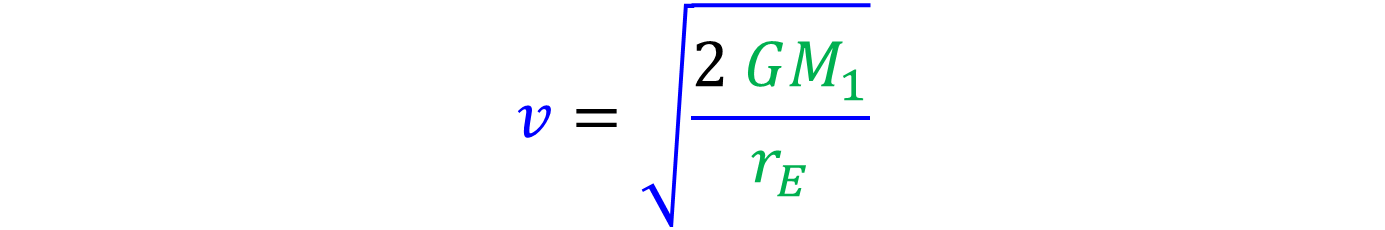 v = √(2 GM₁ / r_E)